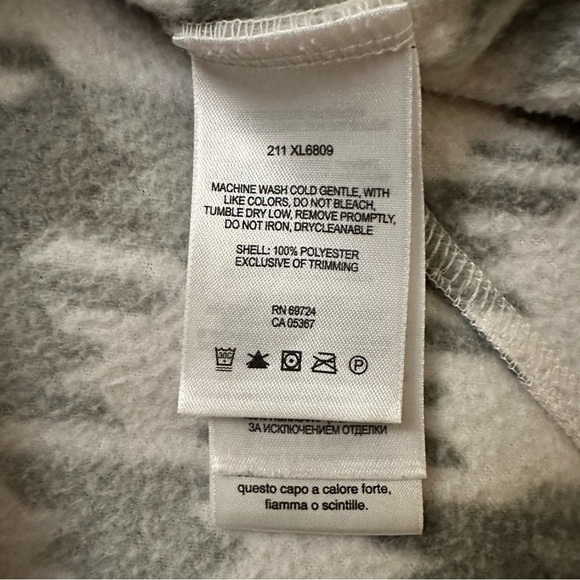 211 XL6809
MACHINE WASH COLD GENTLE, WITH
LIKE COLORS, DO NOT BLEACH,
TUMBLE DRY LOW, REMOVE PROMPTLY,
DO NOT IRON, DRYCLEANABLE
SHELL: 100% POLYESTER
EXCLUSIVE OF TRIMMING
RN 69724
CA 05367
30C
P
ЗА ИСКЛЮЧЕНИЕМ ОТДЕЛКИ
questo capo a calore forte,
fiamma o scintille.